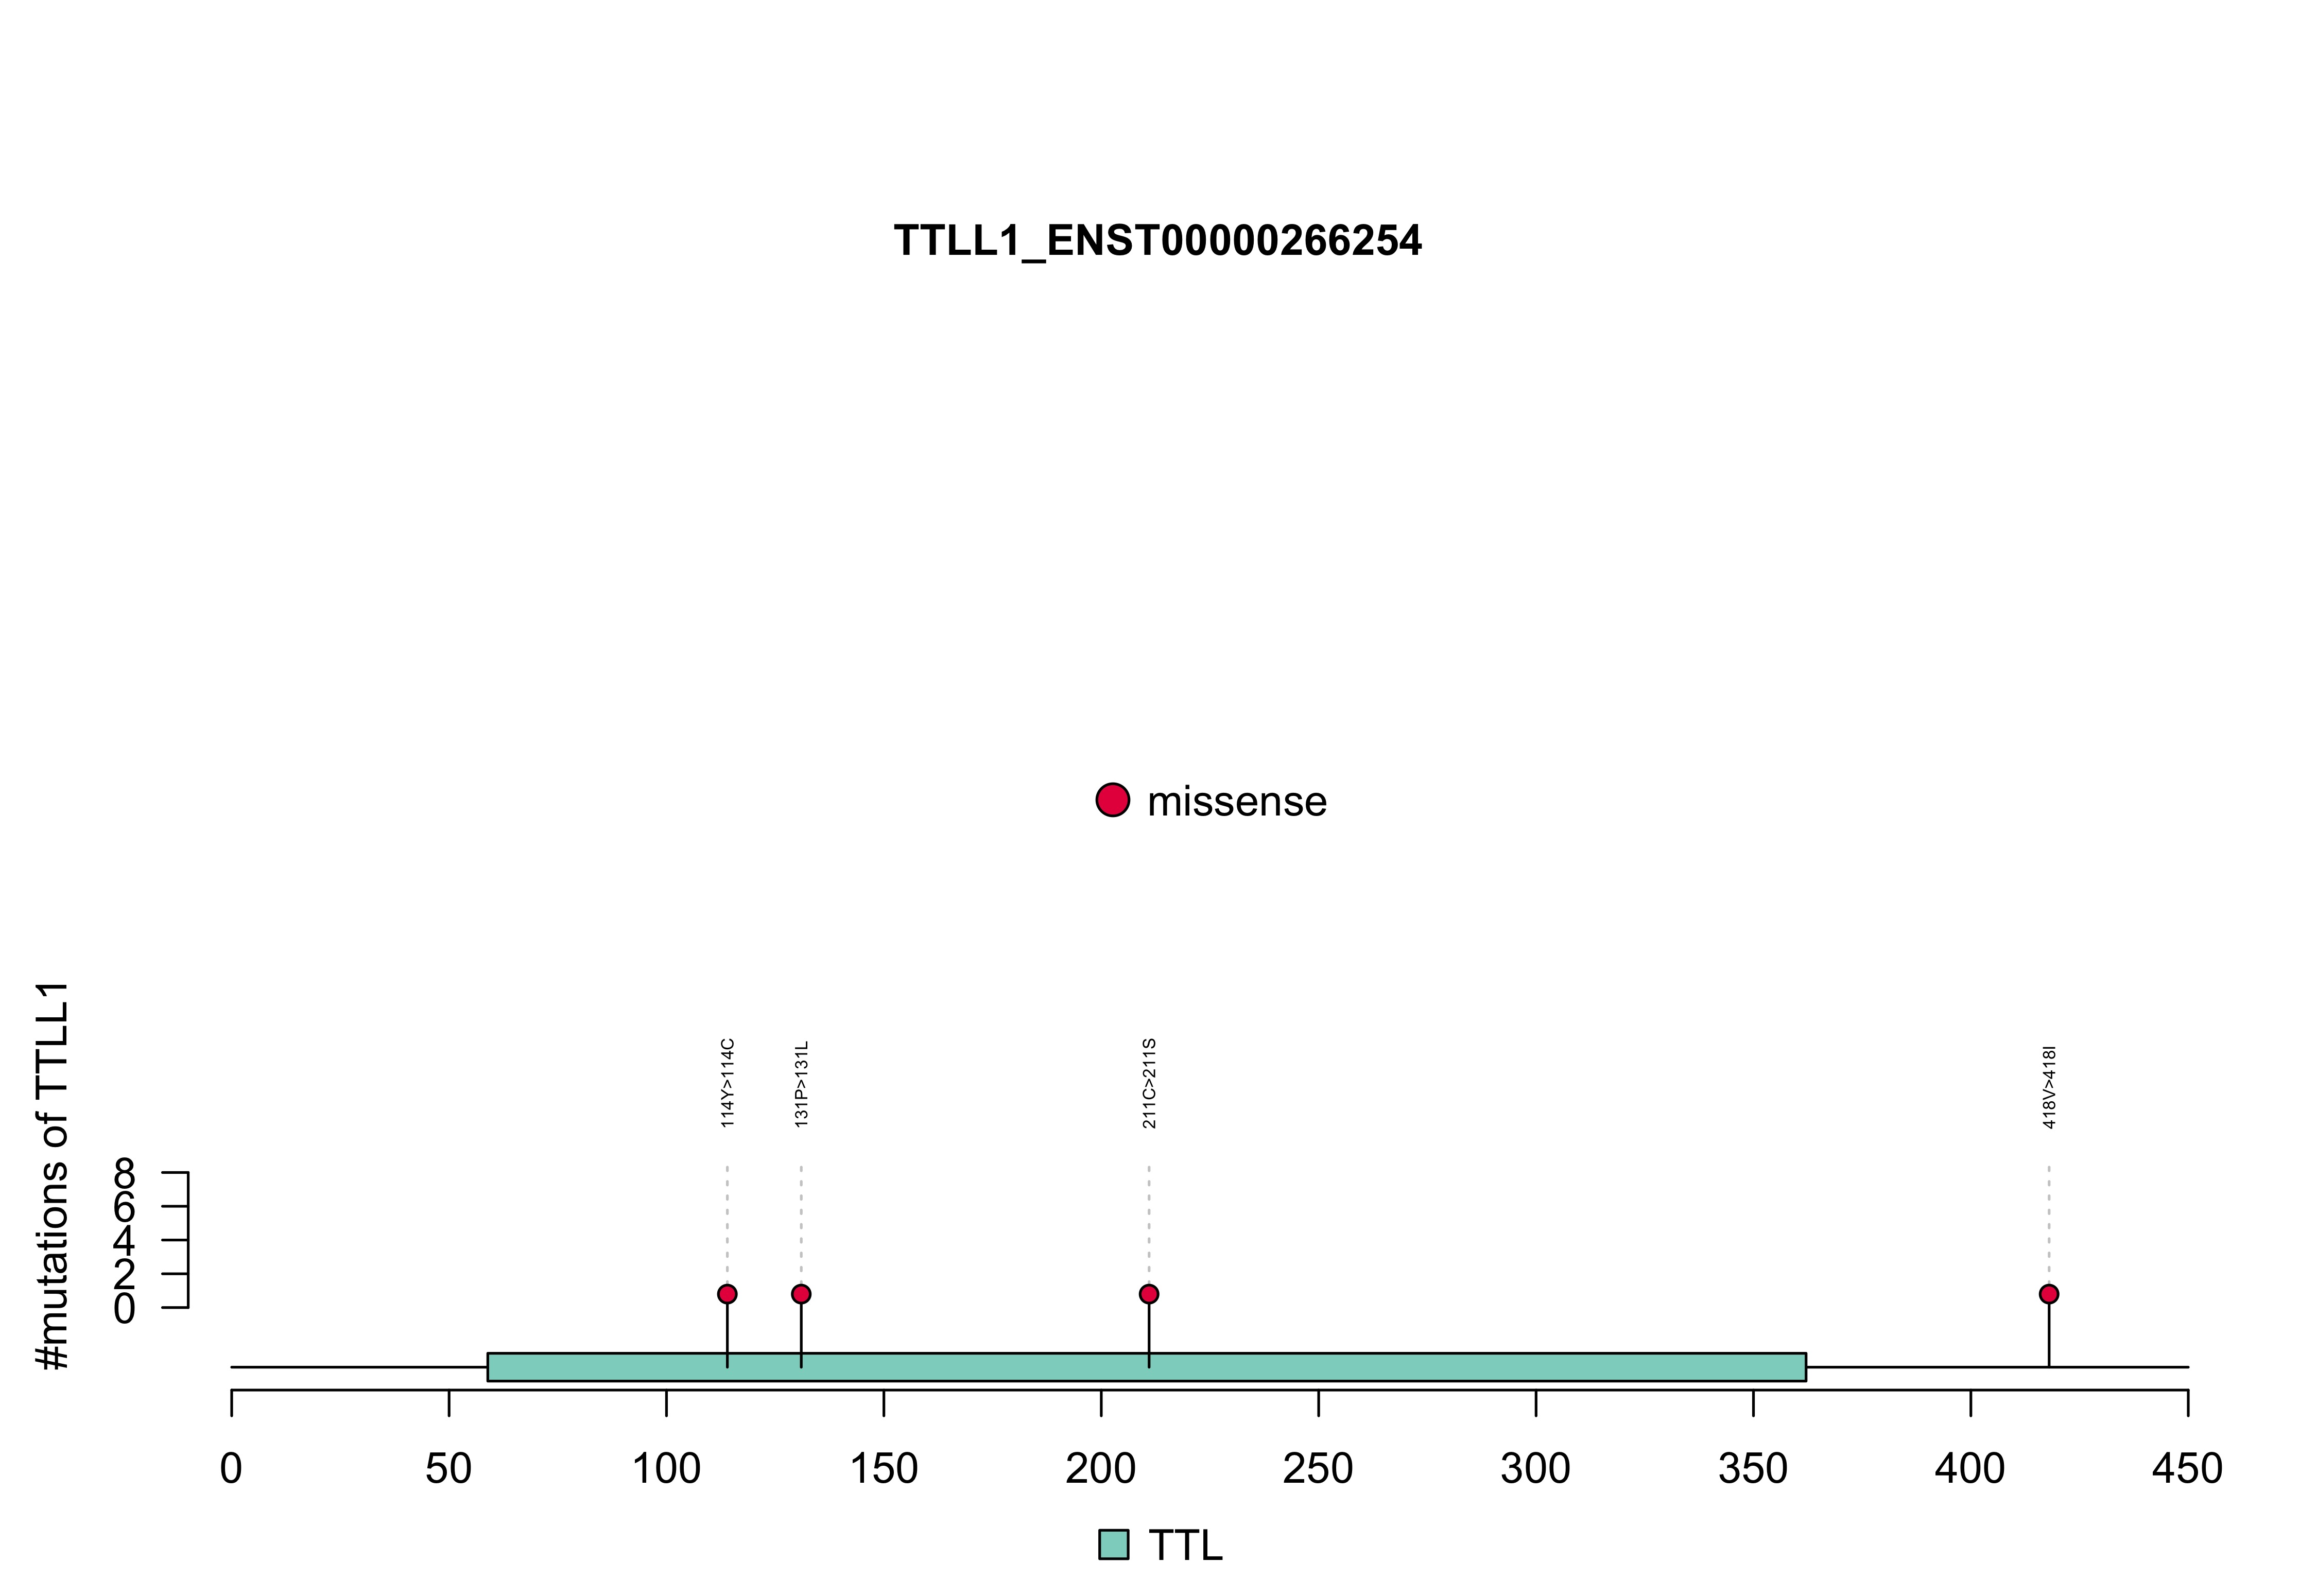 TTLL1_ENST00000266254
missense
#mutations of TTLL1
114Y>114C
131P>131L
211C>211S
418V>418I
8
6
4
2
0
0 50 100 150 200 250 300 350 400 450
TTL